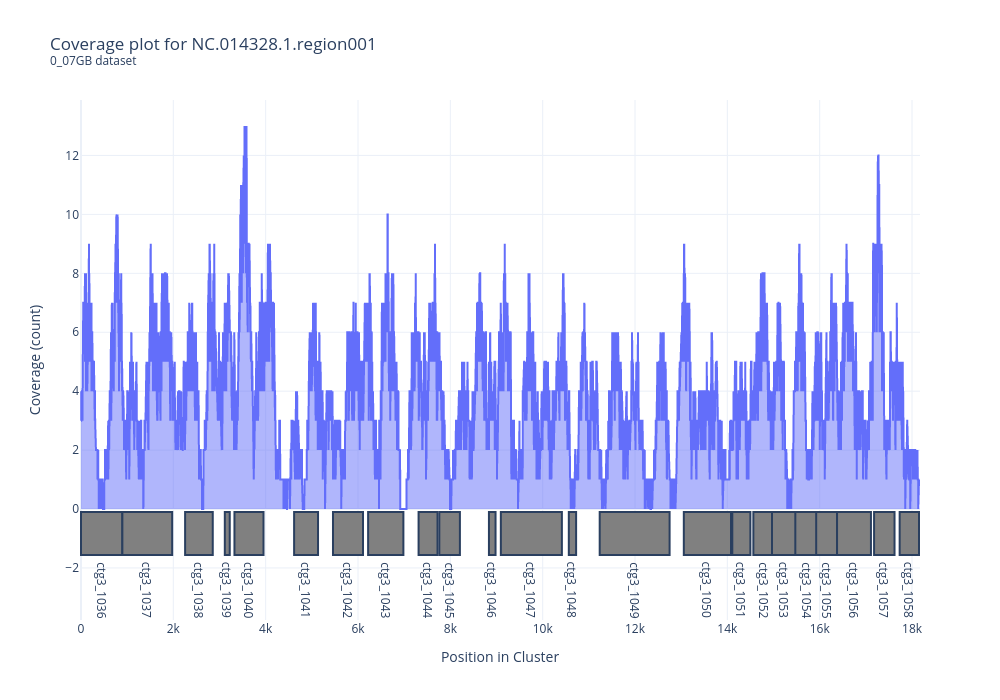 Coverage plot for NC.014328.1.region001
0_07GB dataset
Coverage (count)
12
10
8
6
4
2
0
−2
ctg3_1036
ctg3_1037
ctg3_1038
ctg3_1039
ctg3_1040
ctg3_1041
ctg3_1042
ctg3_1043
ctg3_1044
ctg3_1045
ctg3_1046
ctg3_1047
ctg3_1048
ctg3_1049
ctg3_1050
ctg3_1051
ctg3_1052
ctg3_1053
ctg3_1054
ctg3_1055
ctg3_1056
ctg3_1057
ctg3_1058
0 2k 4k 6k 8k 10k 12k 14k 16k 18k
Position in Cluster